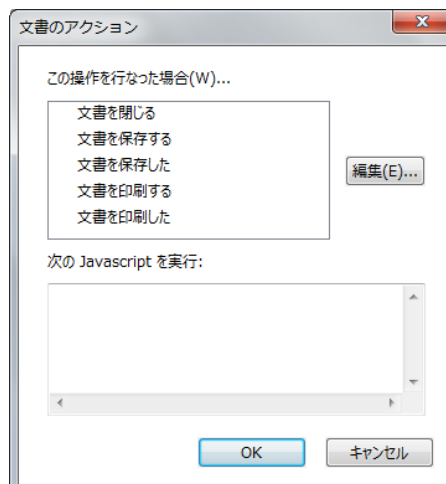 文書のアクション
この操作を行なった場合(W)...
文書を閉じる
文書を保存する
文書を保存した
文書を印刷する
文書を印刷した
編集(E)...
次の Javascript を実行:
OK
キャンセル